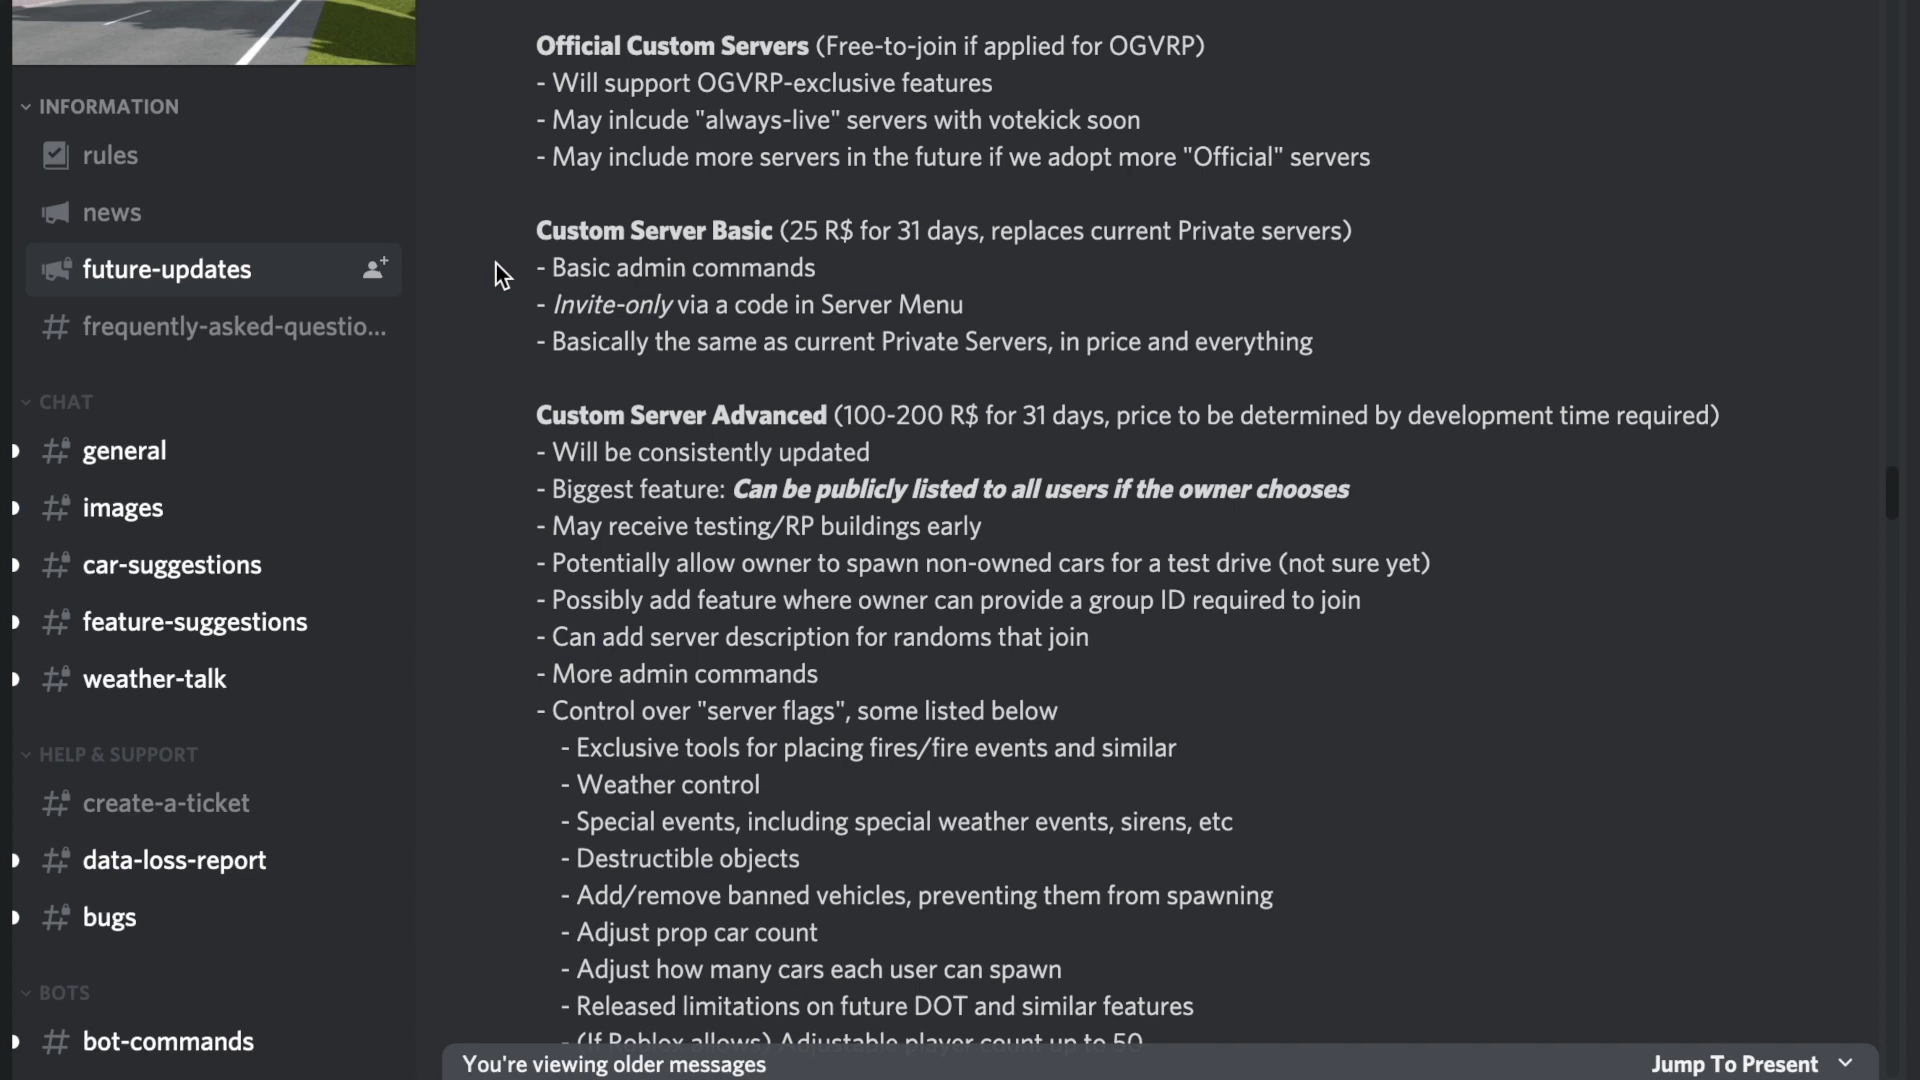 INFORMATION
rules
news
future-updates
frequently-asked-questio...
CHAT
general
images
car-suggestions
feature-suggestions
weather-talk
HELP & SUPPORT
create-a-ticket
data-loss-report
bugs
BOTS
bot-commands
Official Custom Servers (Free-to-join if applied for OGVRP)
- Will support OGVRP-exclusive features
- May inlcude "always-live" servers with votekick soon
- May include more servers in the future if we adopt more "Official" servers
Custom Server Basic (25 R$ for 31 days, replaces current Private servers)
- Basic admin commands
- Invite-only via a code in Server Menu
- Basically the same as current Private Servers, in price and everything
Custom Server Advanced (100-200 R$ for 31 days, price to be determined by development time required)
- Will be consistently updated
- Biggest feature: Can be publicly listed to all users if the owner chooses
- May receive testing/RP buildings early
- Potentially allow owner to spawn non-owned cars for a test drive (not sure yet)
- Possibly add feature where owner can provide a group ID required to join
- Can add server description for randoms that join
- More admin commands
- Control over "server flags", some listed below
- Exclusive tools for placing fires/fire events and similar
- Weather control
- Special events, including special weather events, sirens, etc
- Destructible objects
- Add/remove banned vehicles, preventing them from spawning
- Adjust prop car count
- Adjust how many cars each user can spawn
- Released limitations on future DOT and similar features
- (If Roblox allows) Adjustable player count up to 50
You're viewing older messages
Jump To Present